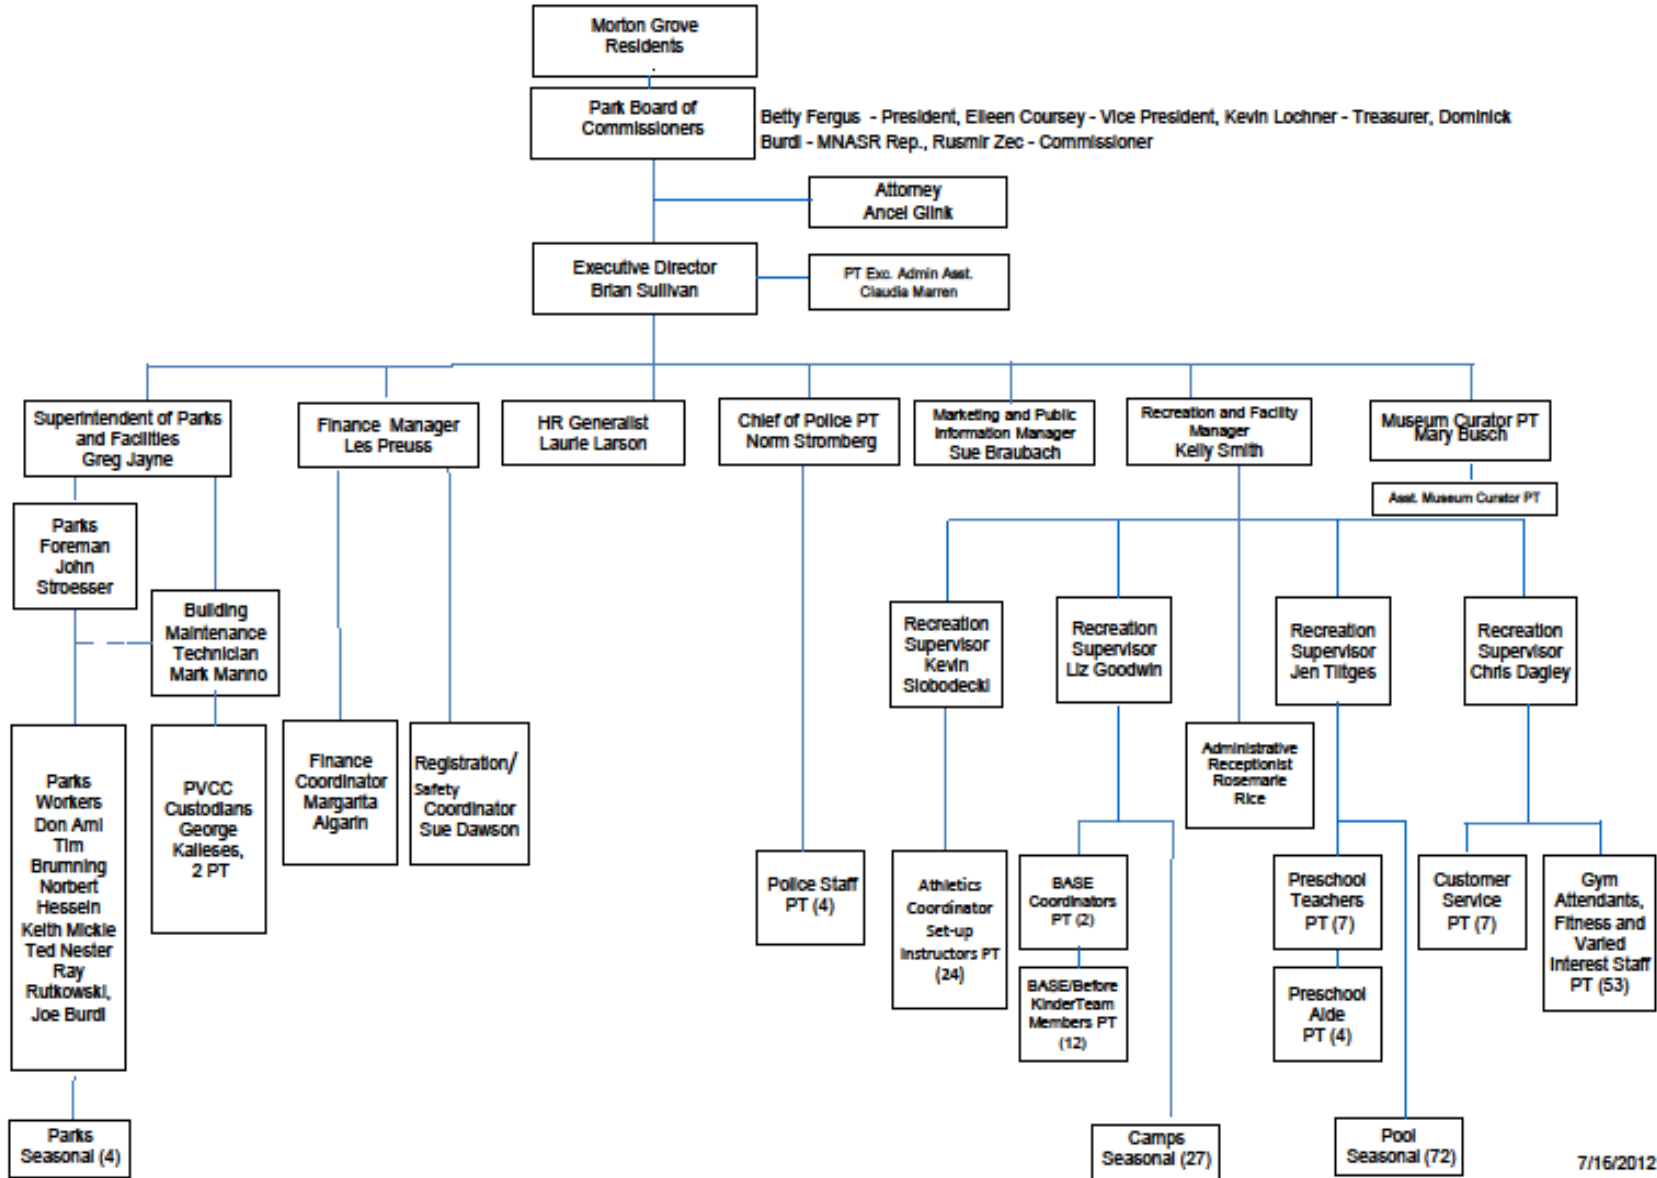 Morton Grove
Residents
.
Park Board of
Commissioners
Betty Fergus - President, Eileen Coursey - Vice President, Kevin Lochner - Treasurer, Dominick
Burdi - MNASR Rep., Rusmir Zec - Commissioner
Attorney
Ancel Glink
Executive Director
Brian Sullivan
PT Exc. Admin Asst.
Claudia Marren
Superintendent of Parks
and Facilities
Greg Jayne
Finance Manager
Les Preuss
HR Generalist
Laurie Larson
Chief of Police PT
Norm Stromberg
Marketing and Public
Information Manager
Sue Braubach
Recreation and Facility
Manager
Kelly Smith
Museum Curator PT
Mary Busch
Asst. Museum Curator PT
Parks
Foreman
John
Stroesser
Building
Maintenance
Technician
Mark Manno
Recreation
Supervisor
Kevin
Slobodecki
Recreation
Supervisor
Liz Goodwin
Recreation
Supervisor
Jen Tiltges
Recreation
Supervisor
Chris Dagley
Parks
Workers
Don Ami
Tim
Brumning
Norbert
Hessein
Keith Mickle
Ted Nester
Ray
Rutkowski,
Joe Burdi
PVCC
Custodians
George
Kalleses,
2 PT
Finance
Coordinator
Margarita
Algarin
Registration/
Safety
Coordinator
Sue Dawson
Administrative
Receptionist
Rosemarie
Rice
Police Staff
PT (4)
Athletics
Coordinator
Set-up
Instructors PT
(24)
BASE
Coordinators
PT (2)
BASE/Before
KinderTeam
Members PT
(12)
Preschool
Teachers
PT (7)
Preschool
Aide
PT (4)
Customer
Service
PT (7)
Gym
Attendants,
Fitness and
Varied
Interest Staff
PT (53)
Parks
Seasonal (4)
Camps
Seasonal (27)
Pool
Seasonal (72)
7/16/2012